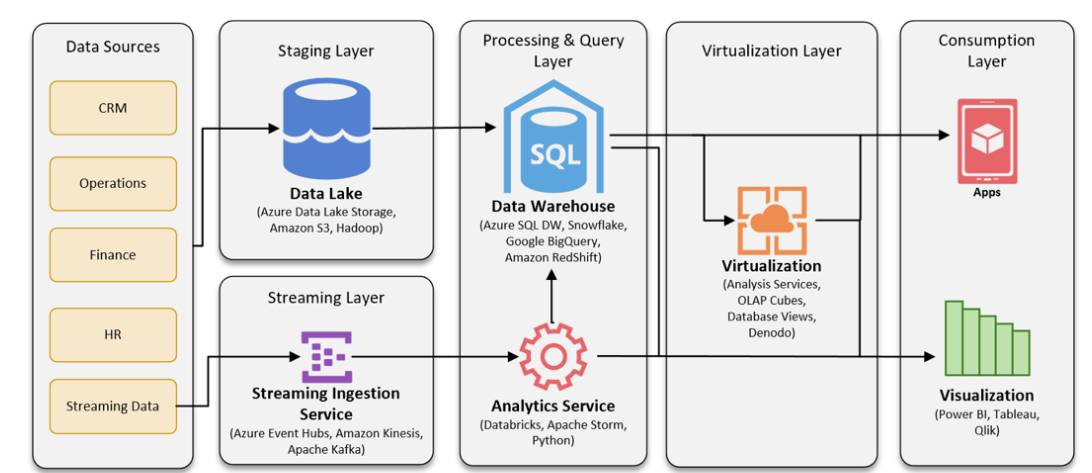 Data Sources
CRM
Operations
Finance
HR
Streaming Data
Staging Layer
Data Lake
(Azure Data Lake Storage,
Amazon S3, Hadoop)
Streaming Layer
Streaming Ingestion
Service
(Azure Event Hubs, Amazon Kinesis,
Apache Kafka)
Processing & Query
Layer
SQL
Data Warehouse
(Azure SQL DW, Snowflake,
Google BigQuery,
Amazon RedShift)
Analytics Service
(Databricks, Apache Storm,
Python)
Virtualization Layer
Virtualization
(Analysis Services,
OLAP Cubes,
Database Views,
Denodo)
Consumption
Layer
Apps
Visualization
(Power BI, Tableau,
Qlik)